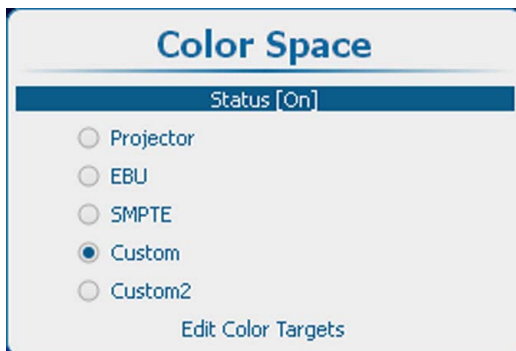 Color Space
Status [On]
Projector
EBU
SMPTE
Custom
Custom2
Edit Color Targets